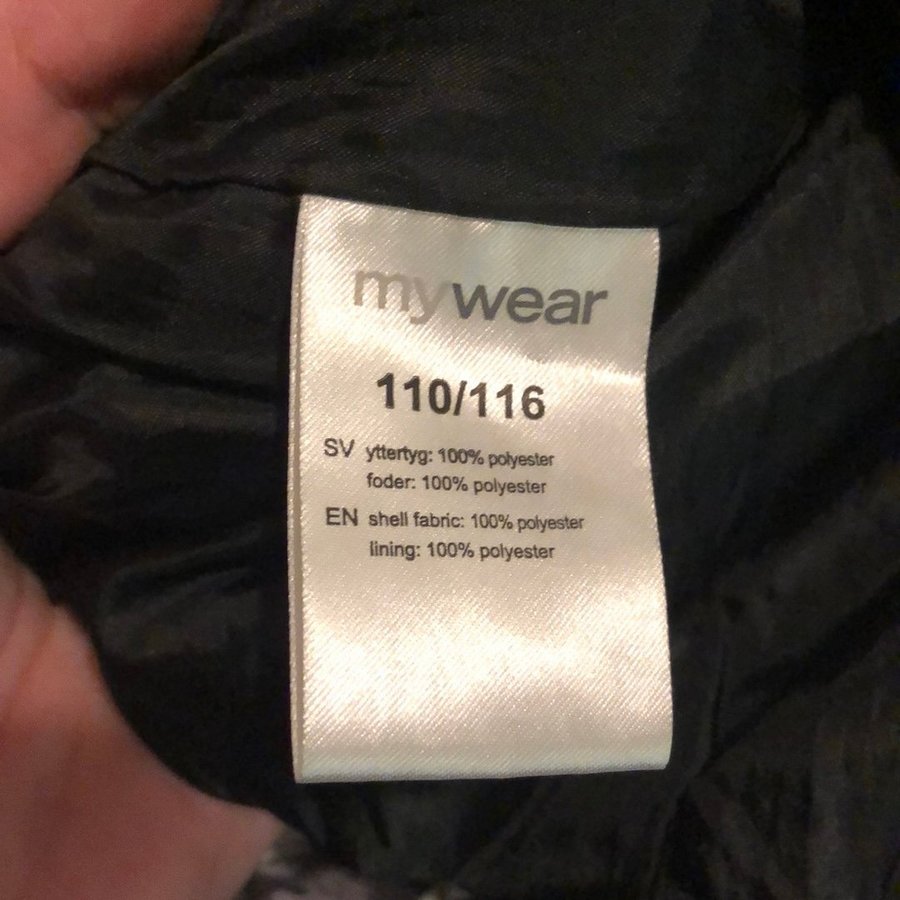 mywear
110/116
SV yttertyg: 100% polyester
foder: 100% polyester
EN shell fabric: 100% polyester
lining: 100% polyester